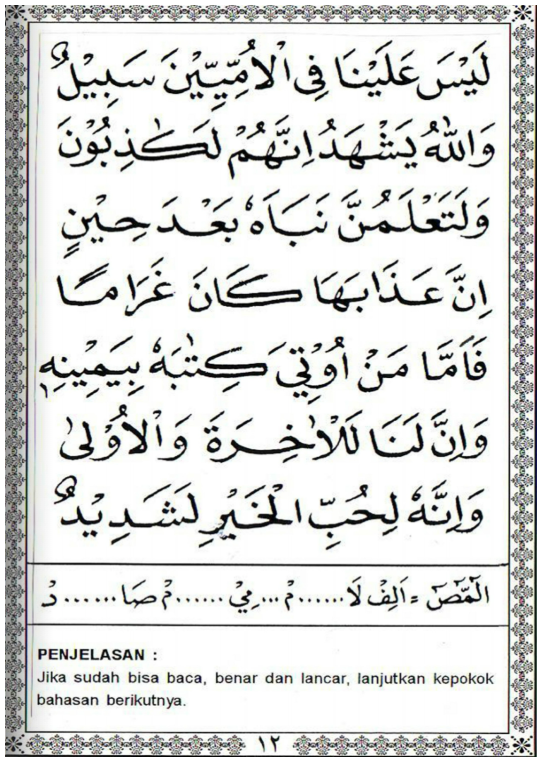 لَيْسَ عَلَيْنَا فِى الْاُمِّيِّيْنَ سَبِيْلٌ
وَاللّٰهُ يَشْهَدُ اِنَّهُمْ لَكٰذِبُوْنَ
وَلَتَعْلَمُنَّ نَبَاَهٗ بَعْدَ حِيْنٍ
اِنَّ عَذَابَهَا كَانَ غَرَامًا
فَاَمَّا مَنْ اُوْتِيَ كِتٰبَهٗ بِيَمِيْنِهٖ
وَاِنَّ لَنَا لَلْاٰخِرَةَ وَالْاُوْلٰى
وَاِنَّهٗ لِحُبِّ الْخَيْرِ لَشَدِيْدٌ
الٓمّٓصٓ = اَلِفْ لَا......مْ...مِيْ......مْ صَا......دْ
PENJELASAN :
Jika sudah bisa baca, benar dan lancar, lanjutkan kepokok
bahasan berikutnya.
١٢